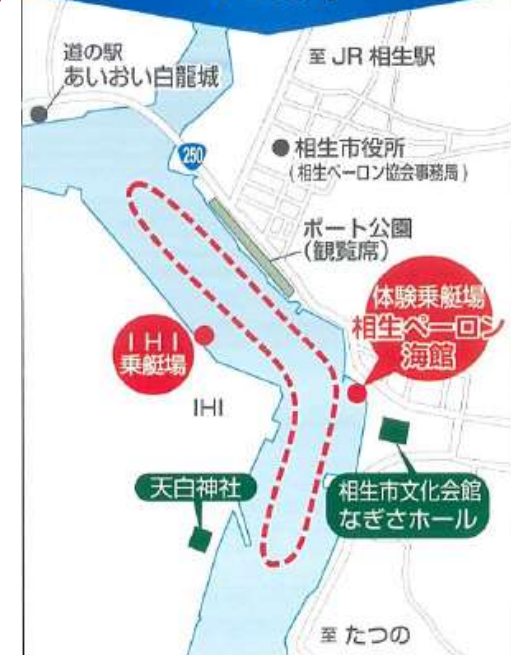 道の駅
あいおい白龍城
至 JR 相生駅
250
相生市役所
(相生ペーロン協会事務局)
ポート公園
(観覧席)
体験乗艇場
相生ペーロン
海館
IHI
乗艇場
IHI
天白神社
相生市文化会館
なぎさホール
至 たつの